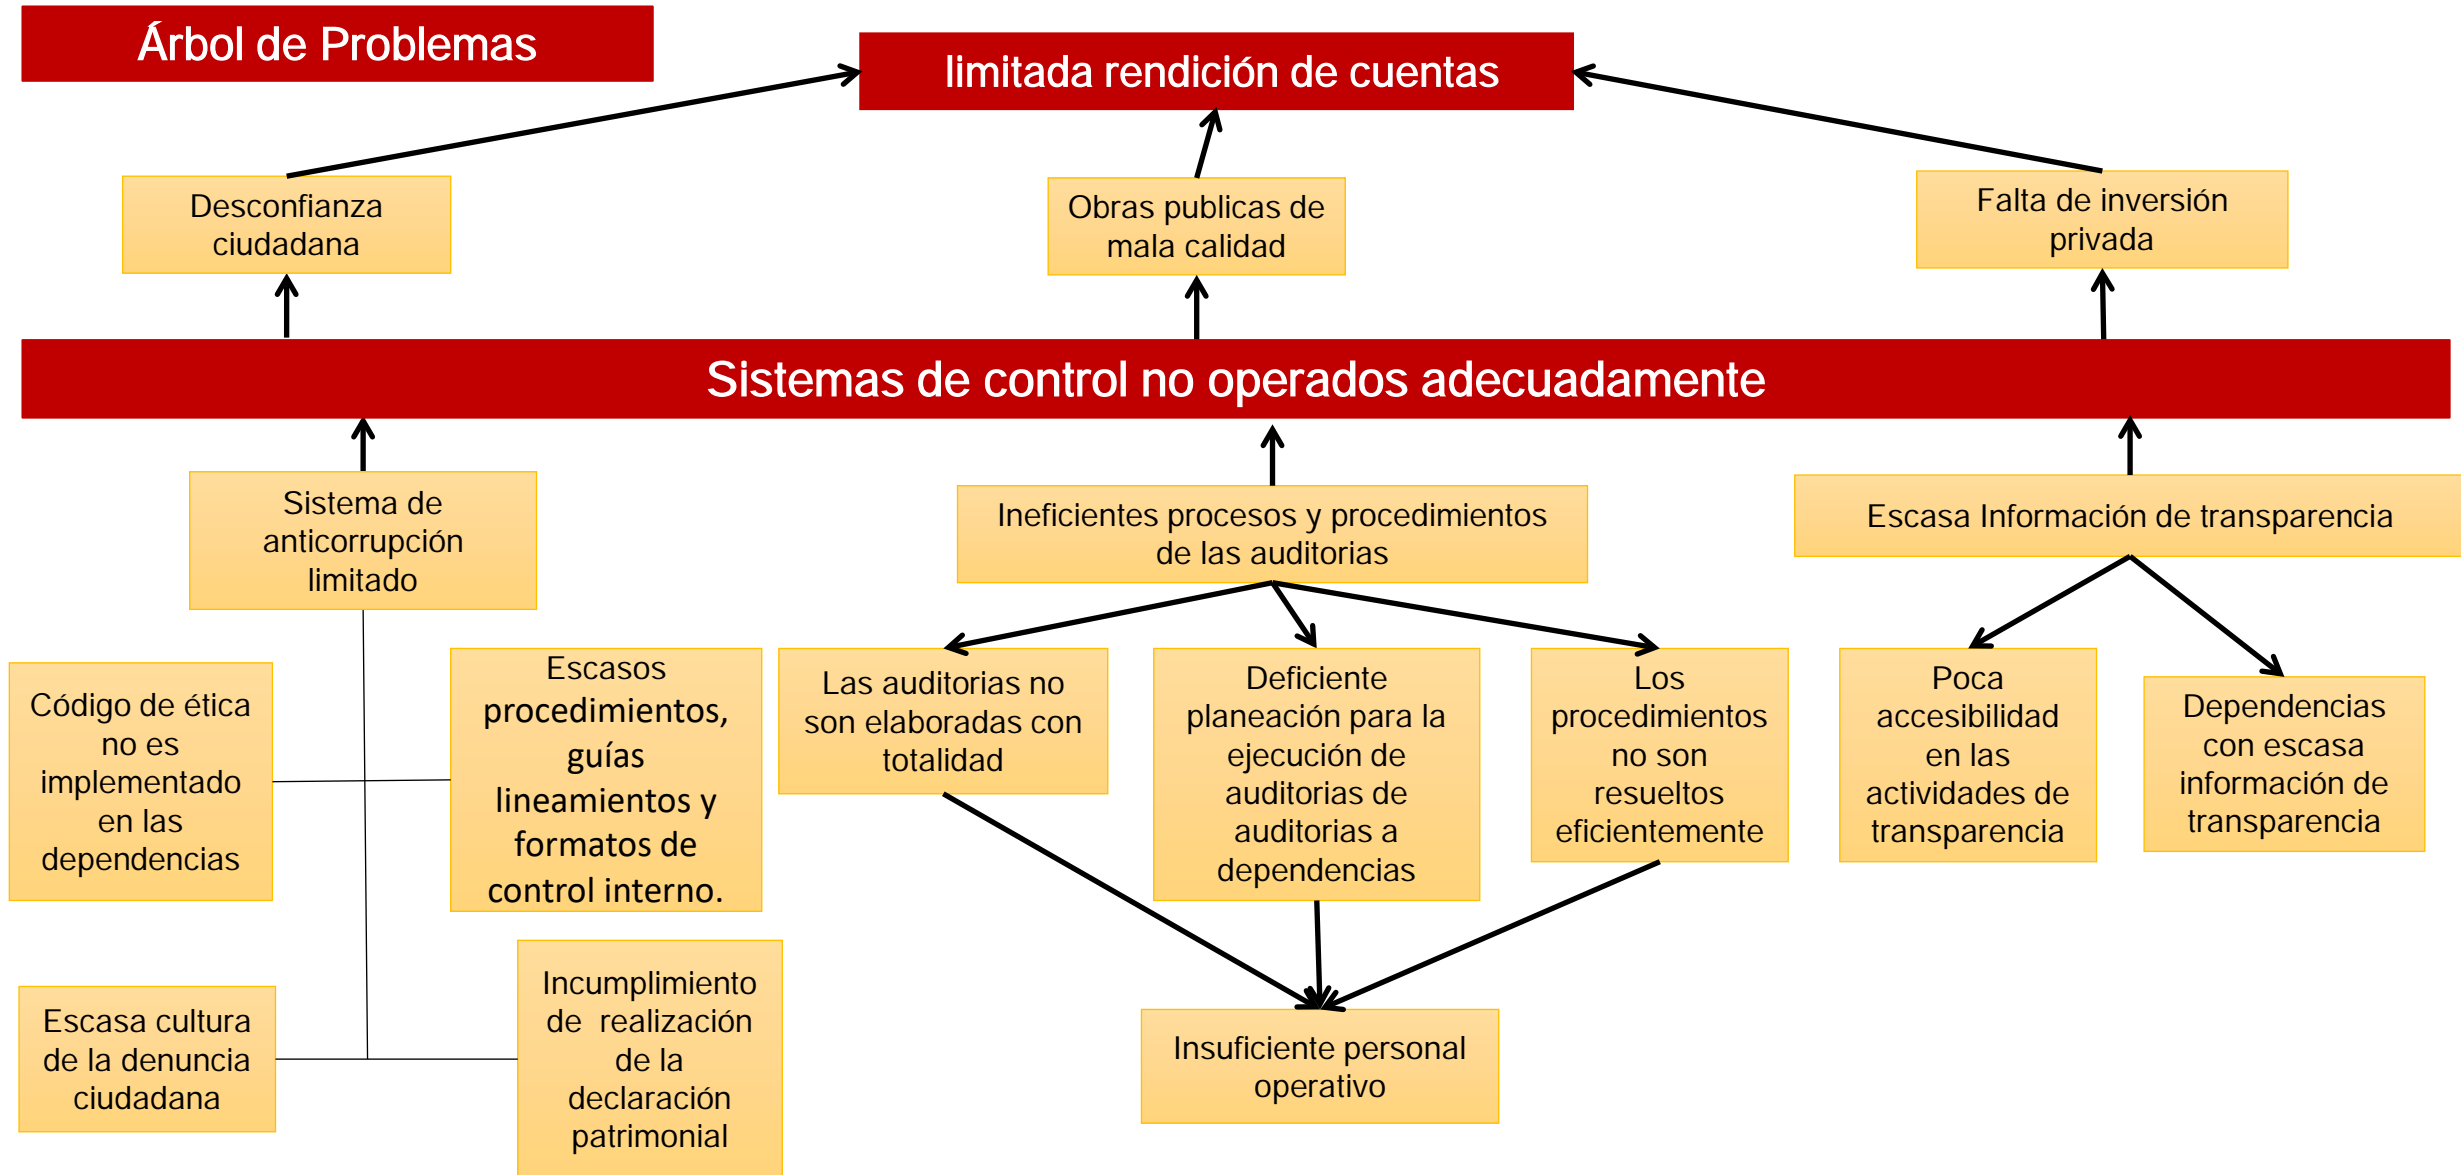 Árbol de Problemas
limitada rendición de cuentas
Desconfianza
ciudadana
Obras publicas de
mala calidad
Falta de inversión
privada
Sistemas de control no operados adecuadamente
Sistema de
anticorrupción
limitado
Ineficientes procesos y procedimientos
de las auditorias
Escasa Información de transparencia
Código de ética
no es
implementado
en las
dependencias
Escasos
procedimientos,
guías
lineamientos y
formatos de
control interno.
Las auditorias no
son elaboradas con
totalidad
Deficiente
planeación para la
ejecución de
auditorias de
auditorias a
dependencias
Los
procedimientos
no son
resueltos
eficientemente
Poca
accesibilidad
en las
actividades de
transparencia
Dependencias
con escasa
información de
transparencia
Escasa cultura
de la denuncia
ciudadana
Incumplimiento
de  realización
de la
declaración
patrimonial
Insuficiente personal
operativo